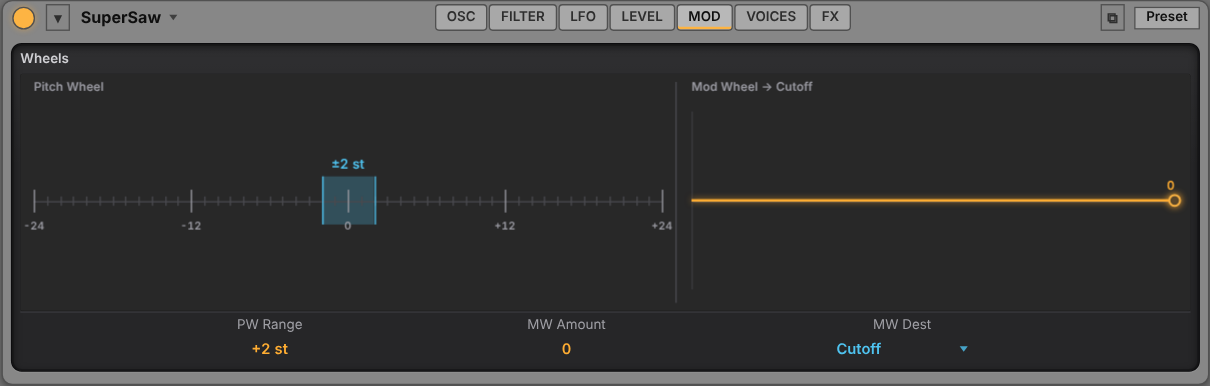 SuperSaw
OSC FILTER LFO LEVEL MOD VOICES FX
Preset
Wheels
Pitch Wheel
Mod Wheel → Cutoff
±2 st
0
-24 -12 0 +12 +24
PW Range MW Amount MW Dest
+2 st 0 Cutoff